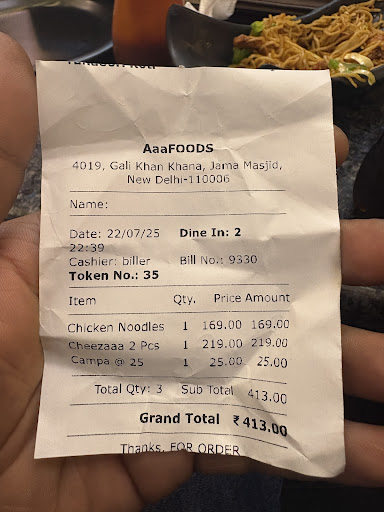 AaaFOODS
4019, Gali Khan Khana, Jama Masjid,
New Delhi-110006
Name:
Date: 22/07/25 Dine In: 2
22:39
Cashier: biller Bill No.: 9330
Token No.: 35
Item Qty. Price Amount
Chicken Noodles 1 169.00 169.00
Cheezaaa 2 Pcs 1 219.00 219.00
Campa @ 25 1 25.00 25.00
Total Qty: 3 Sub Total 413.00
Grand Total ₹413.00
Thanks, FOR ORDER